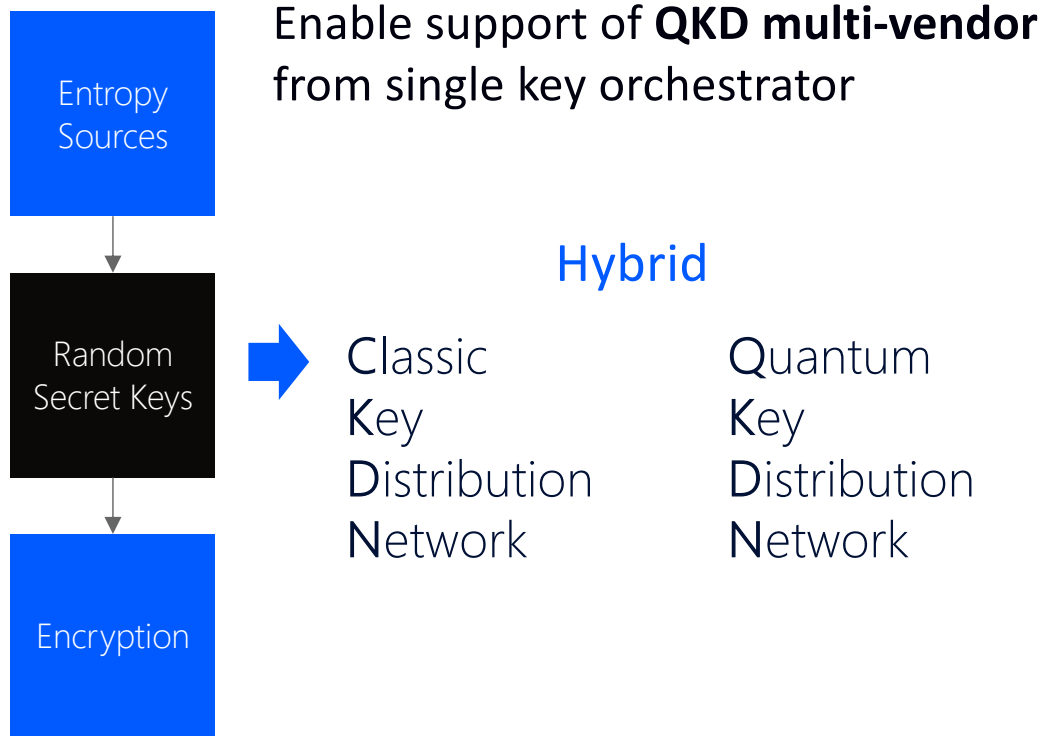 Enable support of QKD multi-vendor
from single key orchestrator
Entropy
Sources
Random
Secret Keys
Encryption
Hybrid
Classic
Key
Distribution
Network
Quantum
Key
Distribution
Network